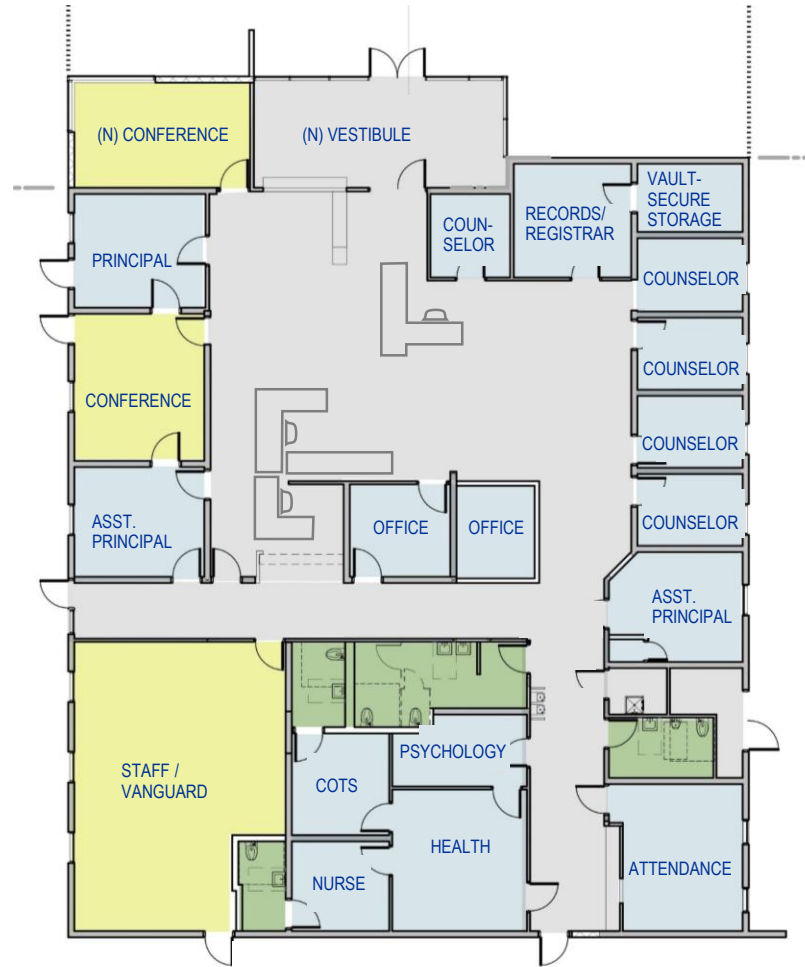 (N) CONFERENCE
(N) VESTIBULE
VAULT-
SECURE
STORAGE
RECORDS/
REGISTRAR
COUN-
SELOR
PRINCIPAL
COUNSELOR
COUNSELOR
CONFERENCE
COUNSELOR
COUNSELOR
ASST.
PRINCIPAL
OFFICE
OFFICE
ASST.
PRINCIPAL
PSYCHOLOGY
STAFF /
VANGUARD
COTS
HEALTH
NURSE
ATTENDANCE